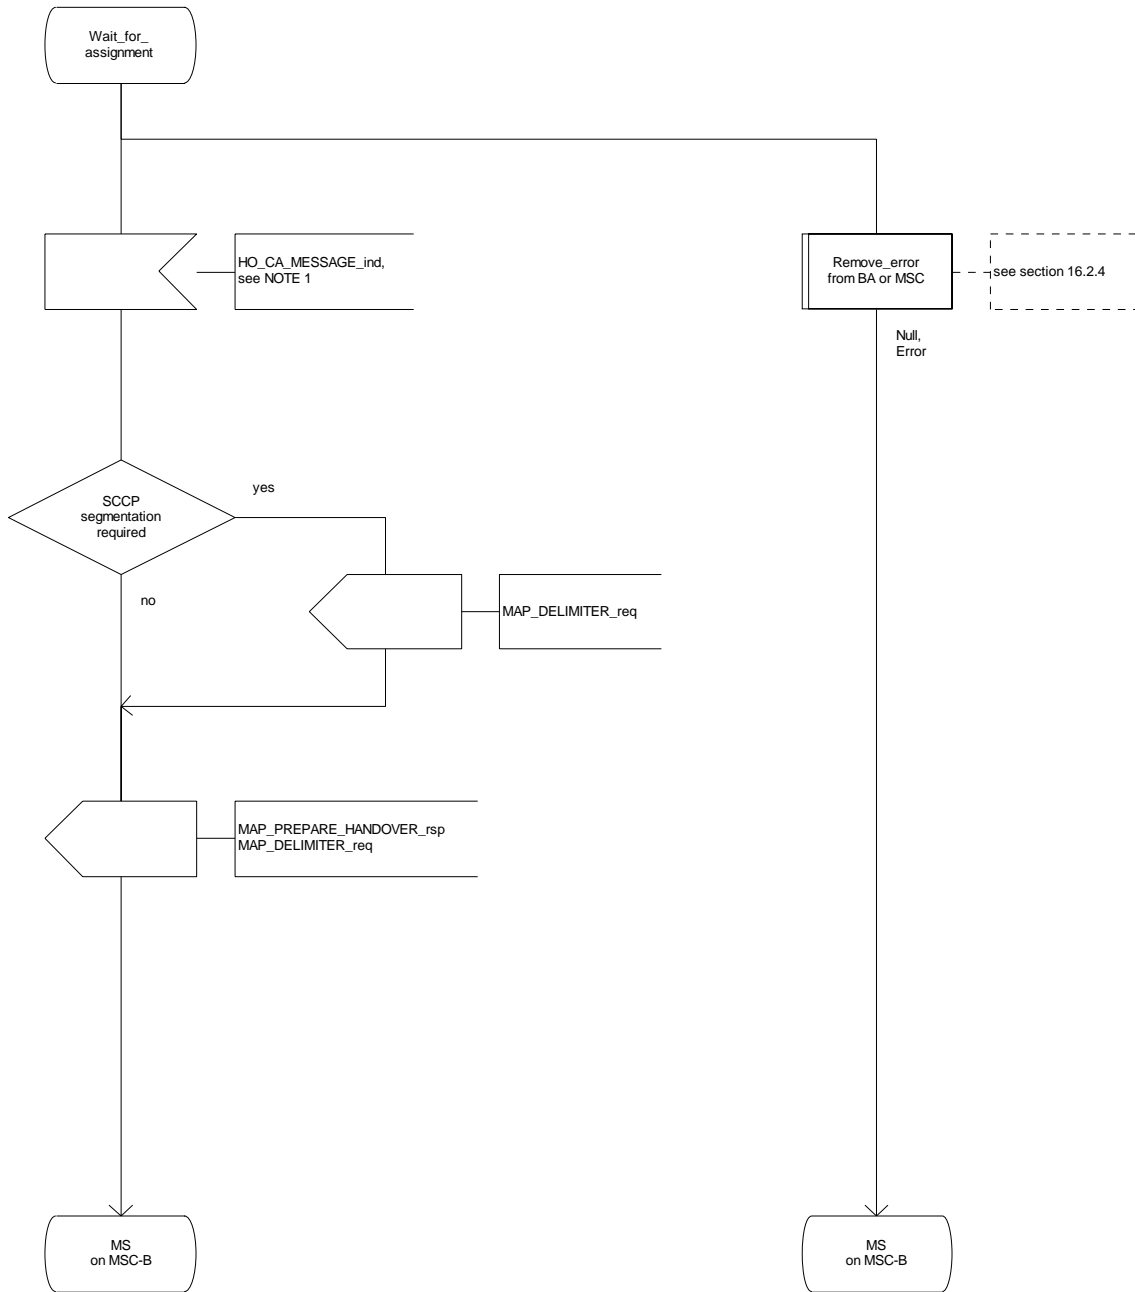 Wait_for_
assignment
HO_CA_MESSAGE_ind,
see NOTE 1
Remove_error
from BA or MSC
see section 16.2.4
Null,
Error
SCCP
segmentation
required
yes
no
MAP_DELIMITER_req
MAP_PREPARE_HANDOVER_rsp
MAP_DELIMITER_req
MS
on MSC-B
MS
on MSC-B